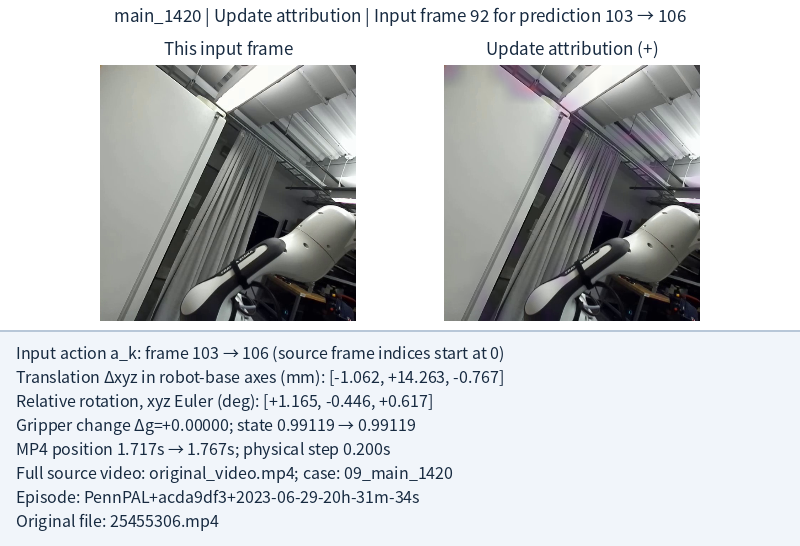 main_1420 | Update attribution | Input frame 92 for prediction 103 → 106
This input frame
Update attribution (+)
Input action a_k: frame 103 → 106 (source frame indices start at 0)
Translation Δxyz in robot-base axes (mm): [-1.062, +14.263, -0.767]
Relative rotation, xyz Euler (deg): [+1.165, -0.446, +0.617]
Gripper change Δg=+0.00000; state 0.99119 → 0.99119
MP4 position 1.717s → 1.767s; physical step 0.200s
Full source video: original_video.mp4; case: 09_main_1420
Episode: PennPAL+acda9df3+2023-06-29-20h-31m-34s
Original file: 25455306.mp4